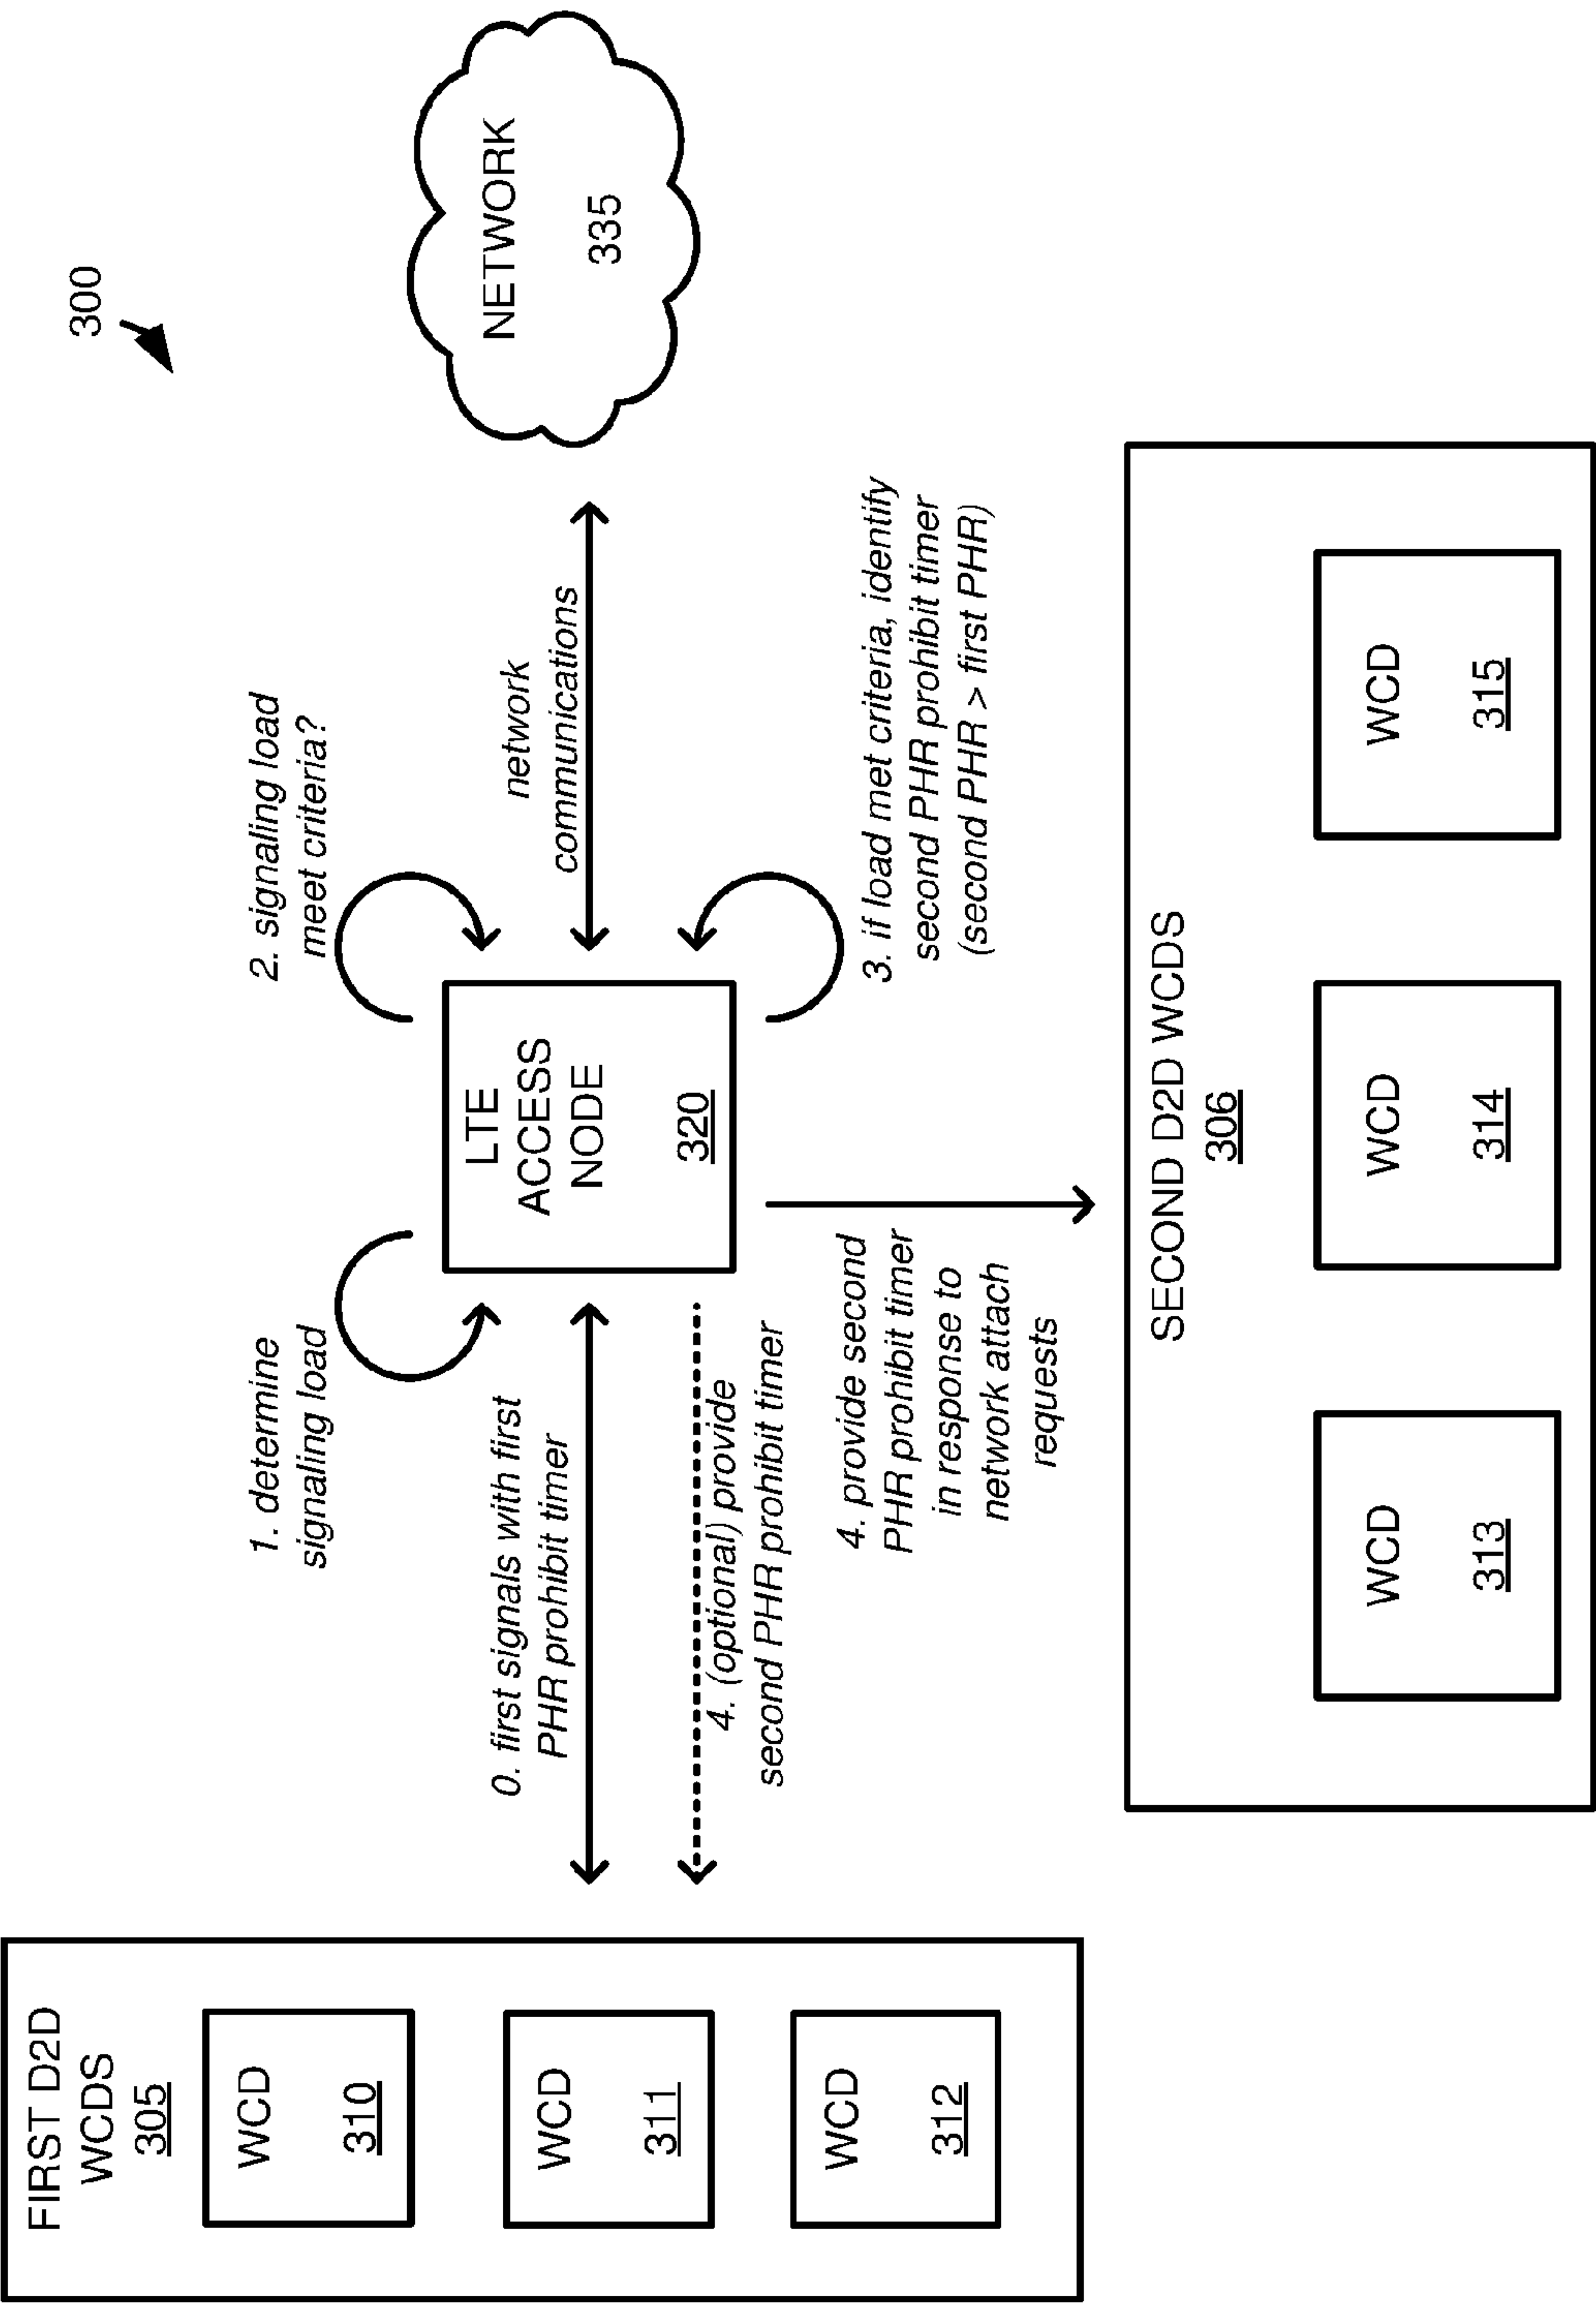 300
FIRST D2D
WCDS
305
WCD
310
WCD
311
WCD
312
1. determine
signaling load
2. signaling load
meet criteria?
0. first signals with first
PHR prohibit timer
LTE
ACCESS
NODE
320
network
communications
NETWORK
335
4. (optional) provide
second PHR prohibit timer
4. provide second
PHR prohibit timer
in response to
network attach
requests
3. if load met criteria, identify
second PHR prohibit timer
(second PHR > first PHR)
SECOND D2D WCDS
306
WCD
313
WCD
314
WCD
315